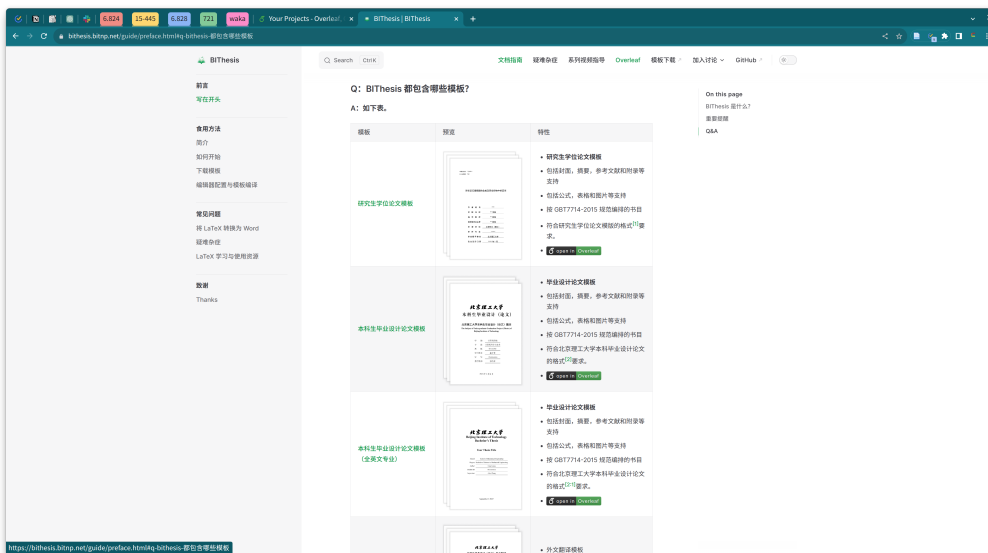 6.824
15-445
6.828
721
waka
Your Projects - Overleaf,
BIThesis | BIThesis
bithesis.bitnp.net/guide/preface.html#q-bithesis-都包含哪些模板
BIThesis
Search
Ctrl K
文档指南
疑难杂症
系列视频指导
Overleaf
模板下载
加入讨论
GitHub
前言
写在开头
食用方法
简介
如何开始
下载模板
编辑器配置与模板编译
常见问题
将 LaTeX 转换为 Word
疑难杂症
LaTeX 学习与使用资源
致谢
Thanks
Q：BIThesis 都包含哪些模板？
A：如下表。
模板
预览
特性
研究生学位论文模板
研究生学位论文模板
包括封面，摘要，参考文献和附录等
支持
包括公式，表格和图片等支持
按 GBT7714-2015 规范编排的书目
符合研究生学位论文模版的格式[1]要
求。
open in Overleaf
本科生毕业设计论文模板
北京理工大学
本科生毕业设计（论文）
毕业设计论文模板
包括封面，摘要，参考文献和附录等
支持
包括公式，表格和图片等支持
按 GBT7714-2015 规范编排的书目
符合北京理工大学本科毕业设计论文
的格式[2]要求。
open in Overleaf
本科生毕业设计论文模板
（全英文专业）
北京理工大学
Beijing Institute of Technology
Bachelor's Thesis
毕业设计论文模板
包括封面，摘要，参考文献和附录等
支持
包括公式，表格和图片等支持
按 GBT7714-2015 规范编排的书目
符合北京理工大学本科毕业设计论文
的格式[2:1]要求。
open in Overleaf
北京理工大学
外文翻译模板
On this page
BIThesis 是什么？
重要提醒
Q&A
https://bithesis.bitnp.net/guide/preface.html#q-bithesis-都包含哪些模板